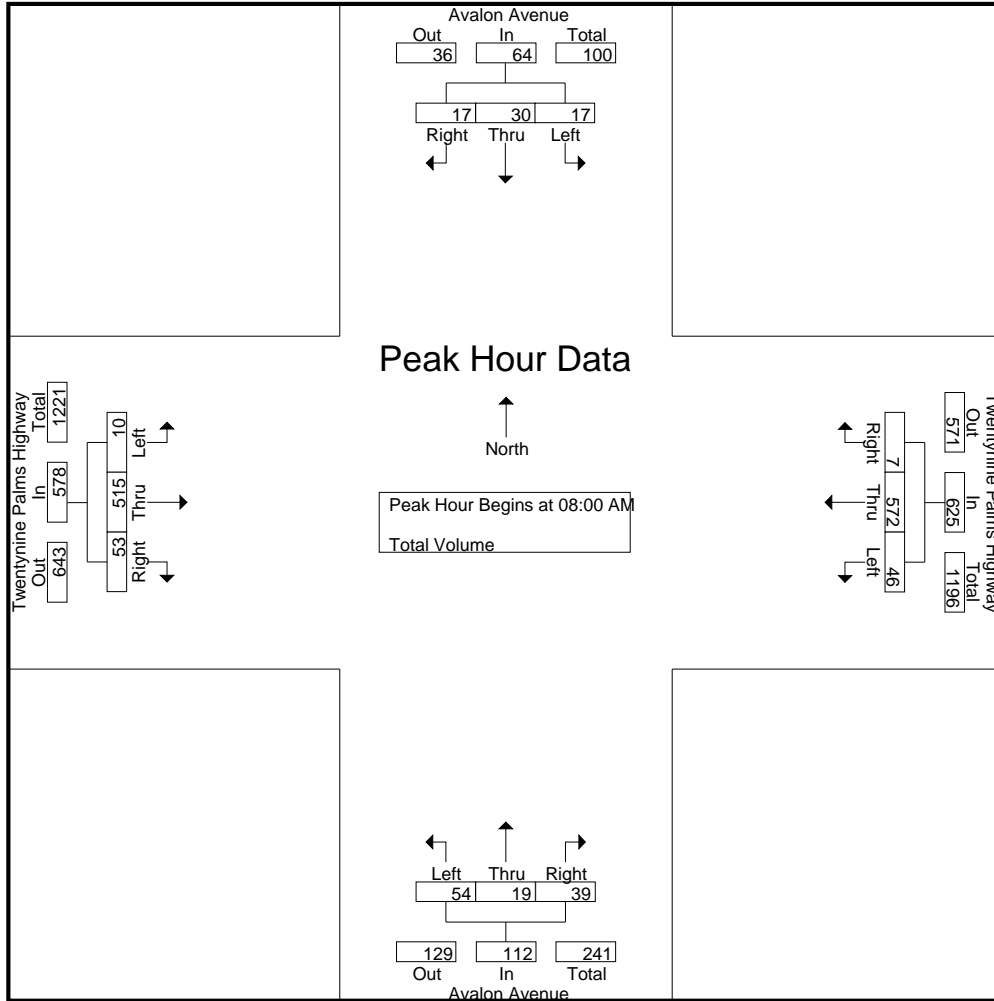 Avalon Avenue
Out In Total
36 64 100
17 30 17
Right Thru Left
Peak Hour Data
North
Peak Hour Begins at 08:00 AM
Total Volume
Twentynine Palms Highway
Total In Out
1221 578 643
10 515 53
Left Thru Right
Right Thru Left
7 572 46
571 625 1196
Out In Total
Twentynine Palms Highway
Left Thru Right
54 19 39
129 112 241
Out In Total
Avalon Avenue